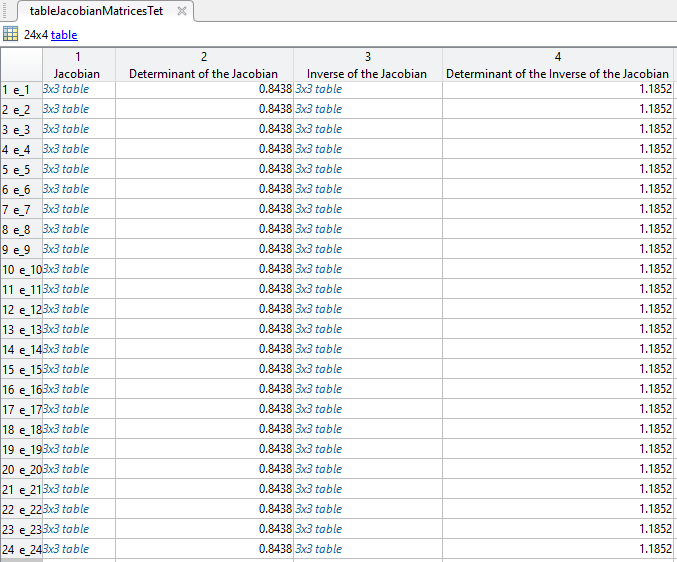 tableJacobianMatricesTet
24x4 table
1 2 3 4
Jacobian Determinant of the Jacobian Inverse of the Jacobian Determinant of the Inverse of the Jacobian
1 e_1 3x3 table 0.8438 3x3 table 1.1852
2 e_2 3x3 table 0.8438 3x3 table 1.1852
3 e_3 3x3 table 0.8438 3x3 table 1.1852
4 e_4 3x3 table 0.8438 3x3 table 1.1852
5 e_5 3x3 table 0.8438 3x3 table 1.1852
6 e_6 3x3 table 0.8438 3x3 table 1.1852
7 e_7 3x3 table 0.8438 3x3 table 1.1852
8 e_8 3x3 table 0.8438 3x3 table 1.1852
9 e_9 3x3 table 0.8438 3x3 table 1.1852
10 e_10 3x3 table 0.8438 3x3 table 1.1852
11 e_11 3x3 table 0.8438 3x3 table 1.1852
12 e_12 3x3 table 0.8438 3x3 table 1.1852
13 e_13 3x3 table 0.8438 3x3 table 1.1852
14 e_14 3x3 table 0.8438 3x3 table 1.1852
15 e_15 3x3 table 0.8438 3x3 table 1.1852
16 e_16 3x3 table 0.8438 3x3 table 1.1852
17 e_17 3x3 table 0.8438 3x3 table 1.1852
18 e_18 3x3 table 0.8438 3x3 table 1.1852
19 e_19 3x3 table 0.8438 3x3 table 1.1852
20 e_20 3x3 table 0.8438 3x3 table 1.1852
21 e_21 3x3 table 0.8438 3x3 table 1.1852
22 e_22 3x3 table 0.8438 3x3 table 1.1852
23 e_23 3x3 table 0.8438 3x3 table 1.1852
24 e_24 3x3 table 0.8438 3x3 table 1.1852